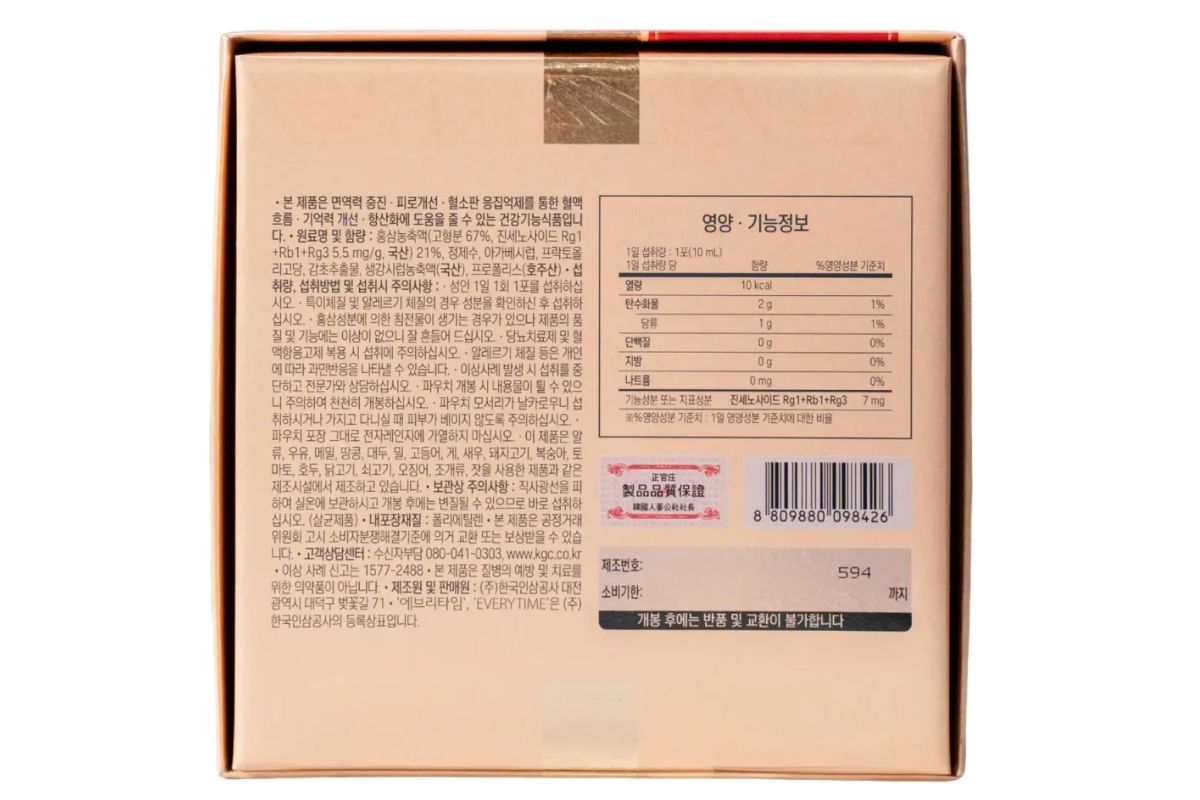 • 본 제품은 면역력 증진 · 피로개선 · 혈소판 응집억제를 통한 혈액
흐름 · 기억력 개선 · 항산화에 도움을 줄 수 있는 건강기능식품입니
다. • 원료명 및 함량 : 홍삼농축액(고형분 67%, 진세노사이드 Rg1
+Rb1+Rg3 5.5 mg/g, 국산) 21%, 정제수, 아가베시럽, 프락토올
리고당, 감초추출물, 생강시럽농축액(국산), 프로폴리스(호주산) • 섭
취량, 섭취방법 및 섭취시 주의사항 : · 성인 1일 1회 1포를 섭취하십
시오. · 특이체질 및 알레르기 체질의 경우 성분을 확인하신 후 섭취하
십시오. · 홍삼성분에 의한 침전물이 생기는 경우가 있으나 제품의 품
질 및 기능에는 이상이 없으니 잘 흔들어 드십시오. · 당뇨치료제 및 혈
액항응고제 복용 시 섭취에 주의하십시오. · 알레르기 체질 등은 개인
에 따라 과민반응을 나타낼 수 있습니다. · 이상사례 발생 시 섭취를 중
단하고 전문가와 상담하십시오. · 파우치 개봉 시 내용물이 튈 수 있으
니 주의하여 천천히 개봉하십시오. · 파우치 모서리가 날카로우니 섭
취하시거나 가지고 다니실 때 피부가 베이지 않도록 주의하십시오. ·
파우치 포장 그대로 전자레인지에 가열하지 마십시오. · 이 제품은 알
류, 우유, 메밀, 땅콩, 대두, 밀, 고등어, 게, 새우, 돼지고기, 복숭아, 토
마토, 호두, 닭고기, 쇠고기, 오징어, 조개류, 잣을 사용한 제품과 같은
제조시설에서 제조하고 있습니다. • 보관상 주의사항 : 직사광선을 피
하여 실온에 보관하시고 개봉 후에는 변질될 수 있으므로 바로 섭취하
십시오. (살균제품) • 내포장재질 : 폴리에틸렌 • 본 제품은 공정거래
위원회 고시 소비자분쟁해결기준에 의거 교환 또는 보상받을 수 있습
니다. • 고객상담센터 : 수신자부담 080-041-0303, www.kgc.co.kr
• 이상 사례 신고는 1577-2488 • 본 제품은 질병의 예방 및 치료를
위한 의약품이 아닙니다. • 제조원 및 판매원 : (주)한국인삼공사 대전
광역시 대덕구 벚꽃길 71 • '에브리타임', 'EVERYTIME'은 (주)
한국인삼공사의 등록상표입니다.
영양 · 기능정보
1일 섭취량 : 1포(10 mL)
1일 섭취량 당 함량 %영양성분 기준치
열량 10 kcal
탄수화물 2 g 1%
당류 1 g 1%
단백질 0 g 0%
지방 0 g 0%
나트륨 0 mg 0%
기능성분 또는 지표성분 진세노사이드 Rg1+Rb1+Rg3 7 mg
※%영양성분 기준치 : 1일 영양성분 기준치에 대한 비율
正官庄
製品品質保證
韓國人蔘公社社長
8 809880 098426
제조번호: 594
소비기한: 까지
개봉 후에는 반품 및 교환이 불가합니다